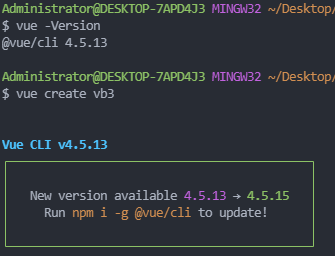 Administrator@DESKTOP-7APD4J3 MINGW32 ~/Desktop/
$ vue -Version
@vue/cli 4.5.13
Administrator@DESKTOP-7APD4J3 MINGW32 ~/Desktop/
$ vue create vb3
Vue CLI v4.5.13
New version available 4.5.13 → 4.5.15
Run npm i -g @vue/cli to update!